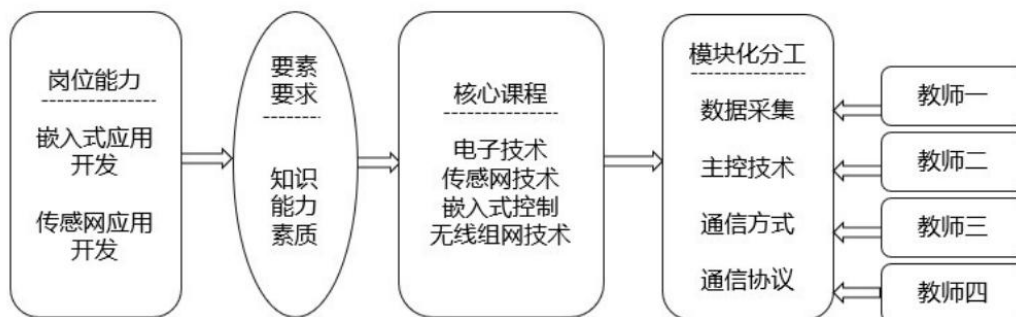 岗位能力
嵌入式应用
开发
传感网应用
开发
要素
要求
知识
能力
素质
核心课程
电子技术
传感网技术
嵌入式控制
无线组网技术
模块化分工
数据采集
主控技术
通信方式
通信协议
教师一
教师二
教师三
教师四